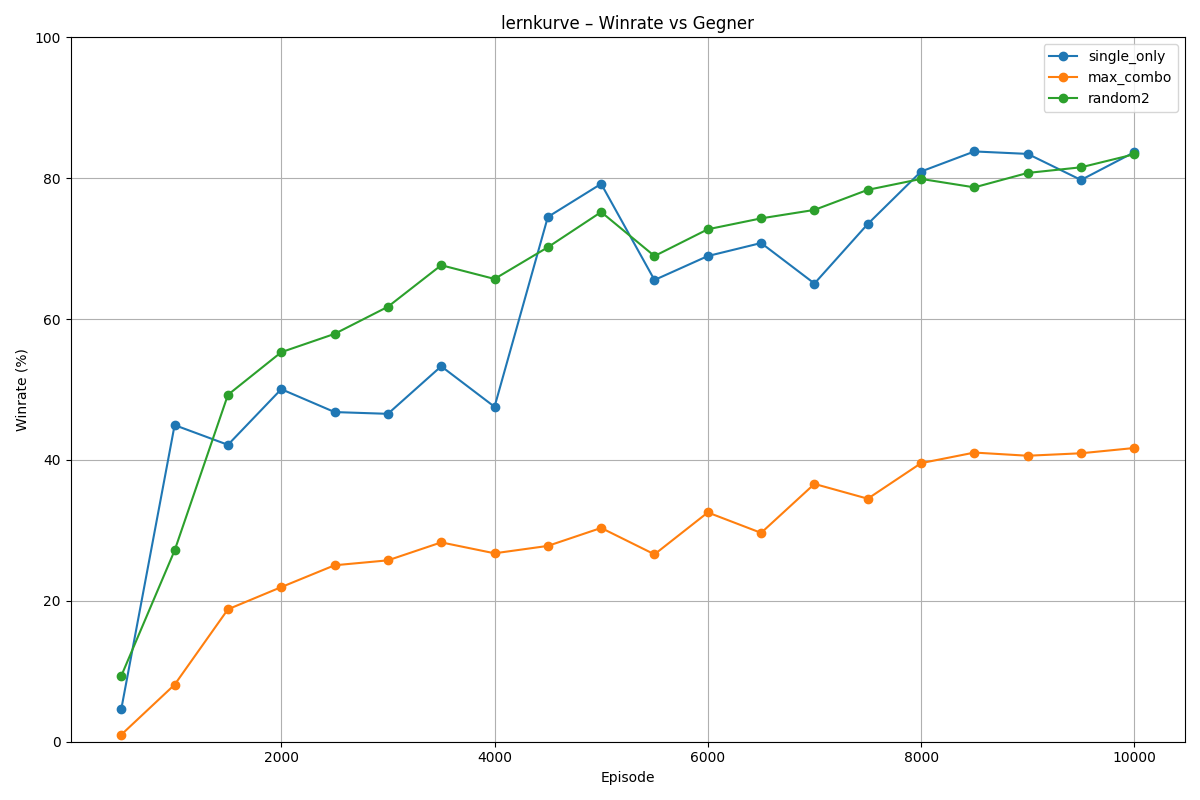 lernkurve – Winrate vs Gegner
100
80
60
40
20
0
Winrate (%)
single_only
max_combo
random2
2000
4000
6000
8000
10000
Episode